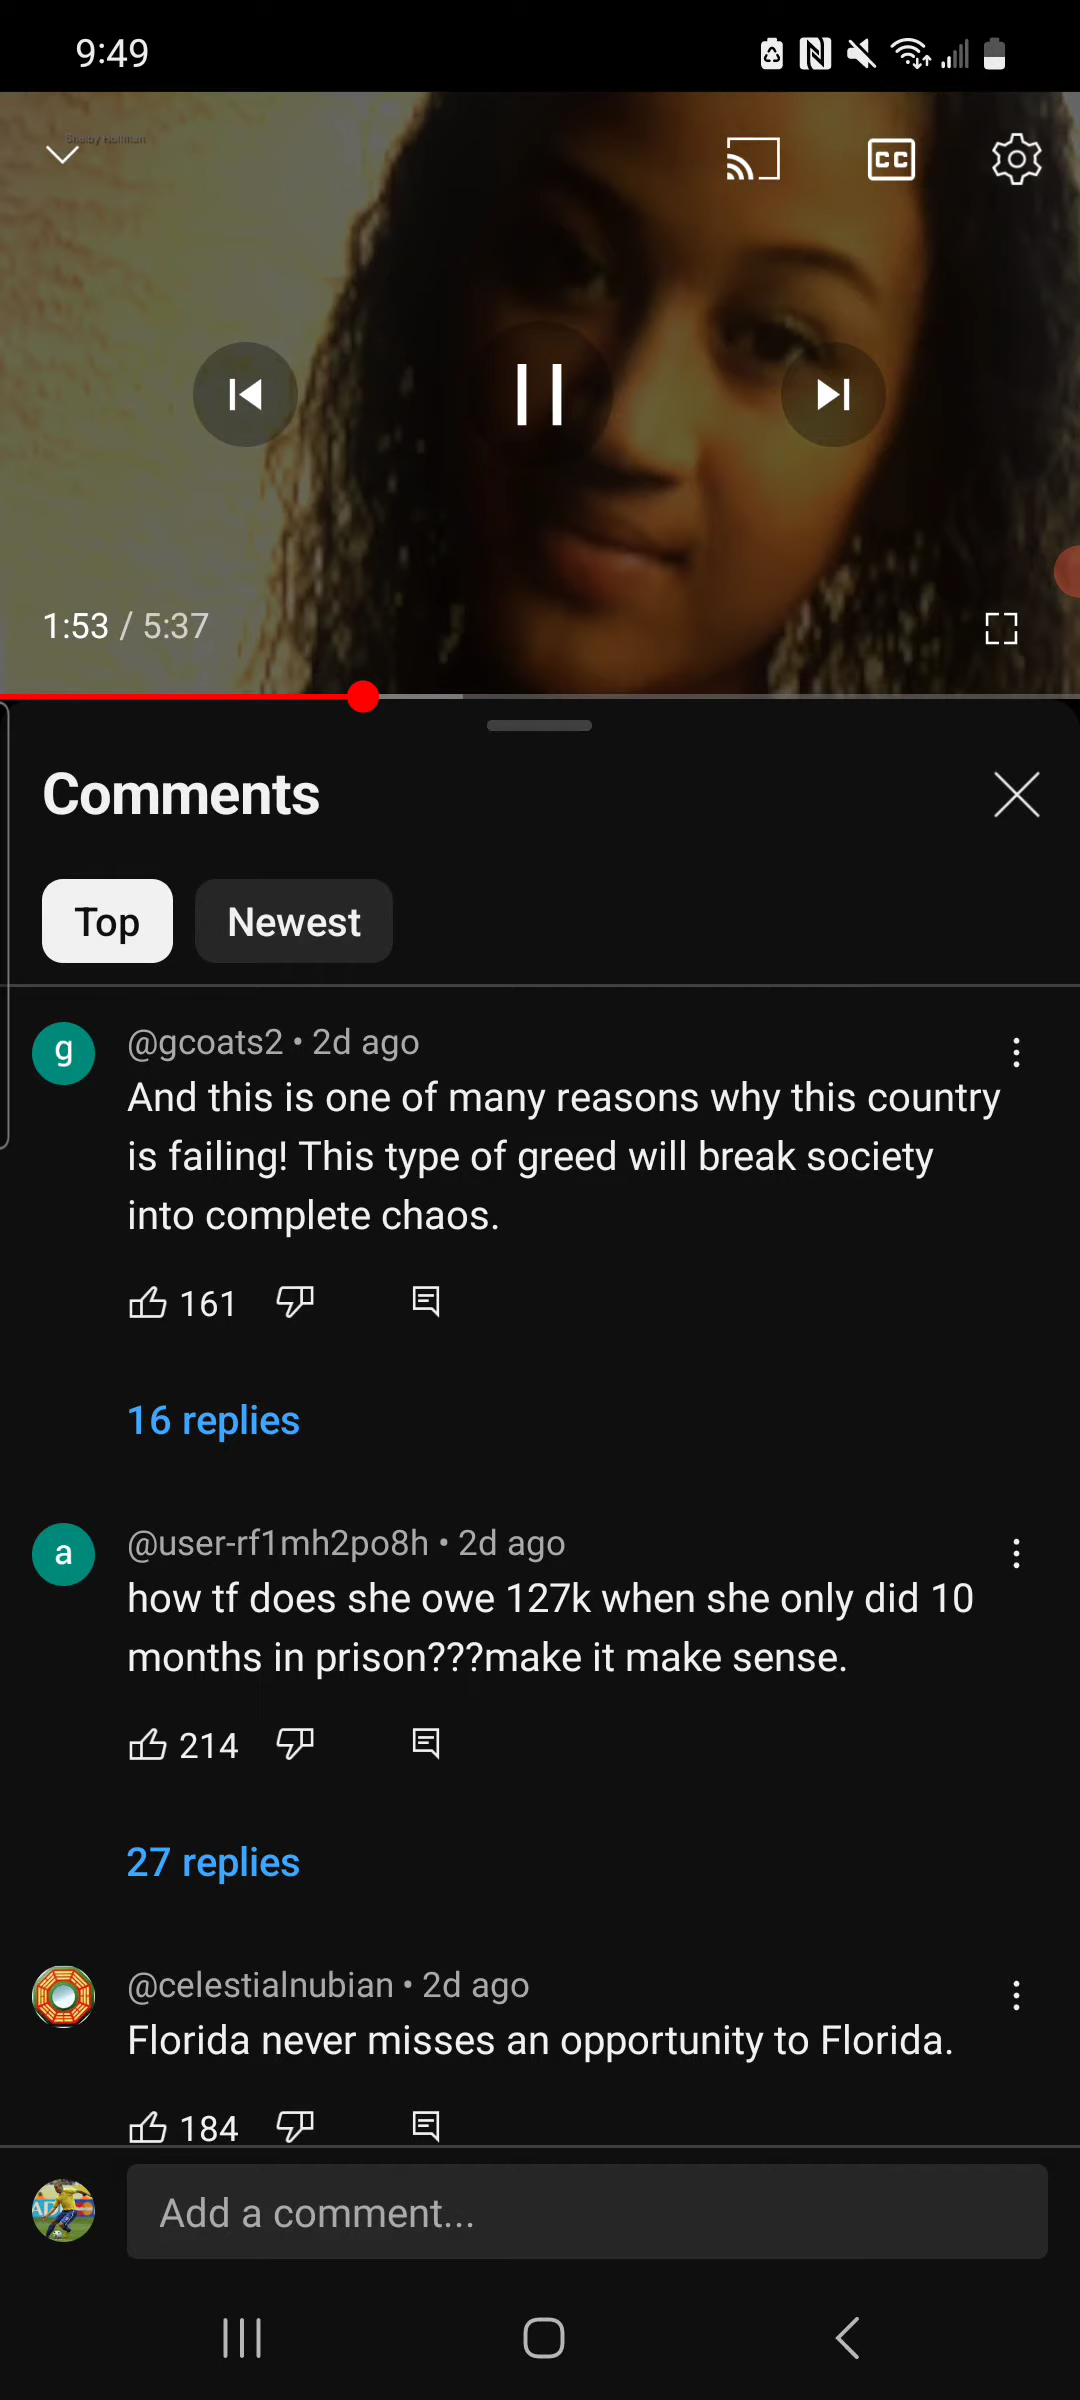 9:49
Shelby Hoffman
CC
1:53 / 5:37
Comments
Top
Newest
g
@gcoats2 • 2d ago
And this is one of many reasons why this country
is failing! This type of greed will break society
into complete chaos.
161
16 replies
a
@user-rf1mh2po8h • 2d ago
how tf does she owe 127k when she only did 10
months in prison???make it make sense.
214
27 replies
@celestialnubian • 2d ago
Florida never misses an opportunity to Florida.
184
Add a comment...